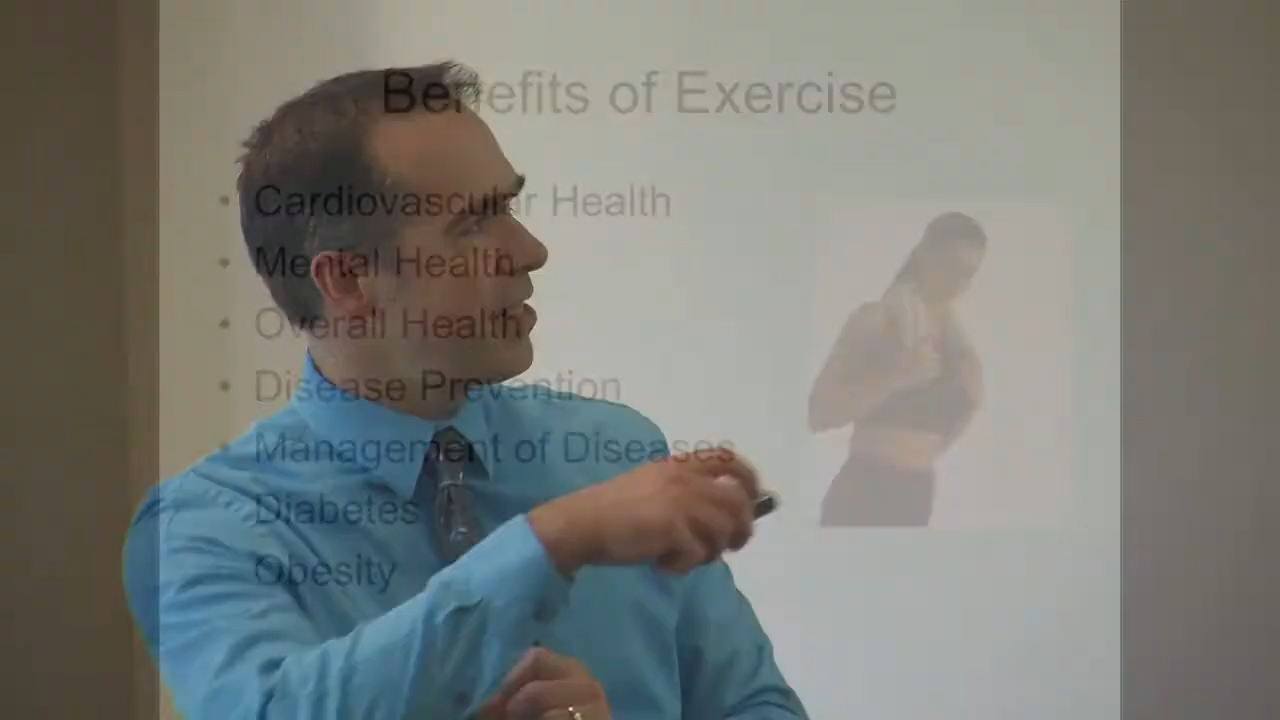 Benefits of Exercise
• Cardiovascular Health
• Mental Health
• Overall Health
• Disease Prevention
• Management of Diseases
Diabetes
Obesity